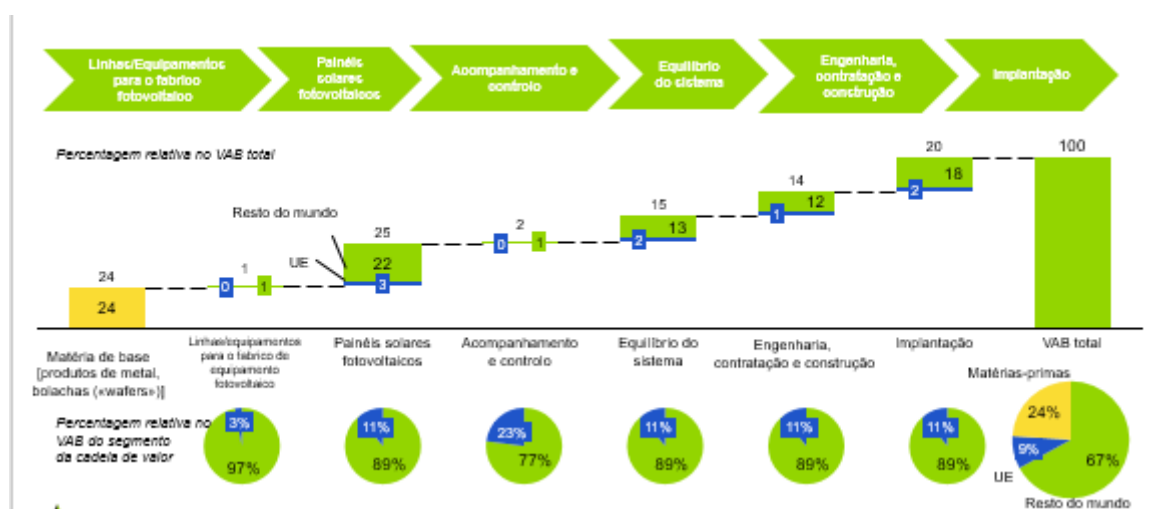 Linhas/Equipamentos
para o fabrico
fotovoltaico
Painéis
solares
fotovoltaicos
Acompanhamento e
controlo
Equilíbrio
do sistema
Engenharia,
contratação e
construção
Implantação
Percentagem relativa no VAB total
24
24
1
0
1
Resto do mundo
UE
25
22
3
2
0
1
15
13
2
14
12
1
20
18
2
100
Matéria de base
[produtos de metal,
bolachas («wafers»)]
Linhas/equipamentos
para o fabrico de
equipamento
fotovoltaico
Painéis solares
fotovoltaicos
Acompanhamento
e controlo
Equilíbrio do
sistema
Engenharia,
contratação e construção
Implantação
VAB total
Percentagem relativa no
VAB do segmento
da cadeia de valor
3%
97%
11%
89%
23%
77%
11%
89%
11%
89%
11%
89%
Matérias-primas
24%
9%
67%
UE
Resto do mundo